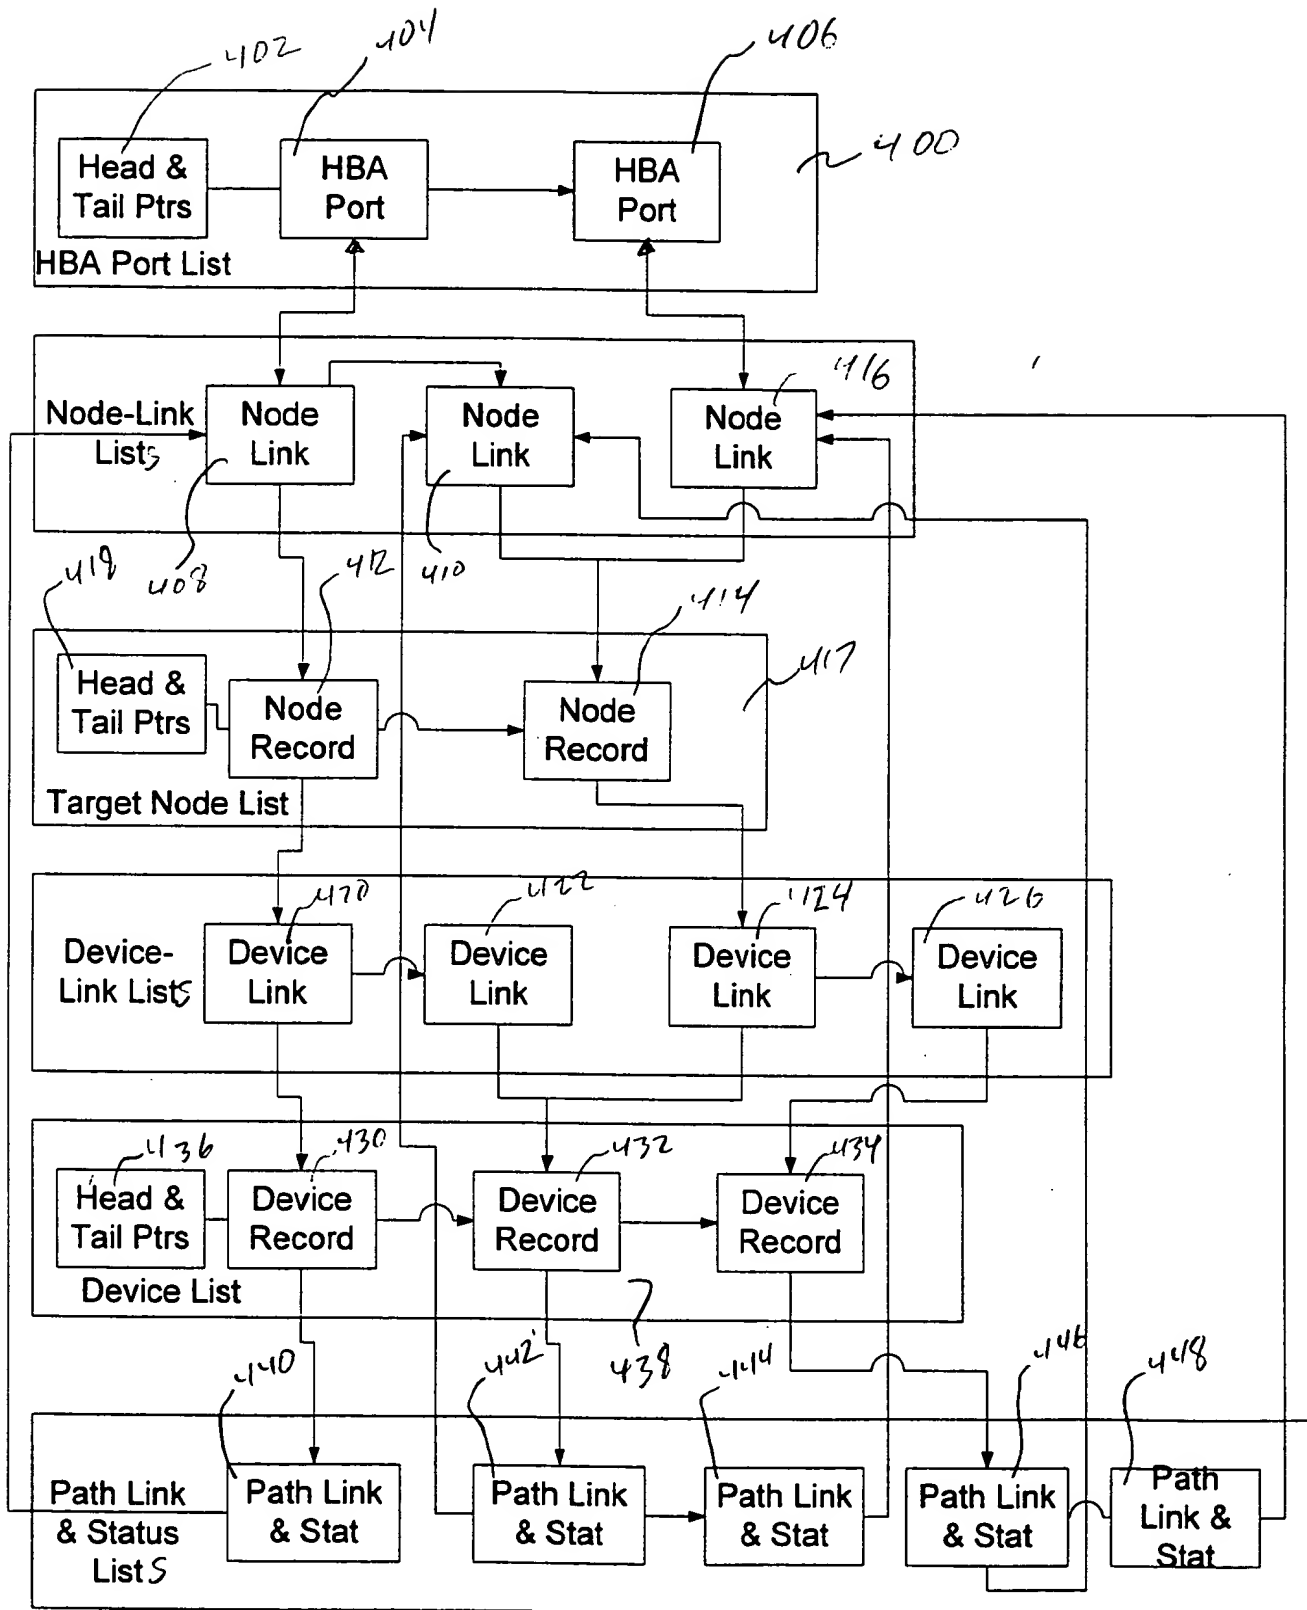 402
404
406
400
Head &
Tail Ptrs
HBA
Port
HBA
Port
HBA Port List
416
Node-Link
Lists
Node
Link
Node
Link
Node
Link
408
410
418
412
414
417
Head &
Tail Ptrs
Node
Record
Node
Record
Target Node List
420
422
424
426
Device-
Link Lists
Device
Link
Device
Link
Device
Link
Device
Link
436
430
432
434
Head &
Tail Ptrs
Device
Record
Device
Record
Device
Record
Device List
438
440
442
444
446
448
Path Link
& Status
Lists
Path Link
& Stat
Path Link
& Stat
Path Link
& Stat
Path Link
& Stat
Path
Link &
Stat